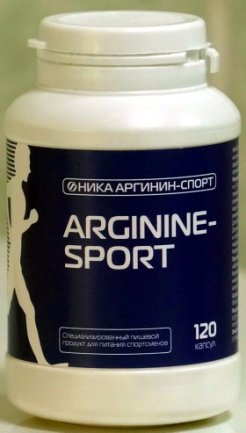 НИКА АРГИНИН-СПОРТ
ARGININE-
SPORT
Специализированный пищевой
продукт для питания спортсменов
120
капсул